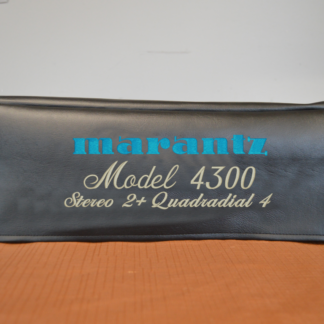 marantz
Model 4300
Stereo 2+ Quadradial 4